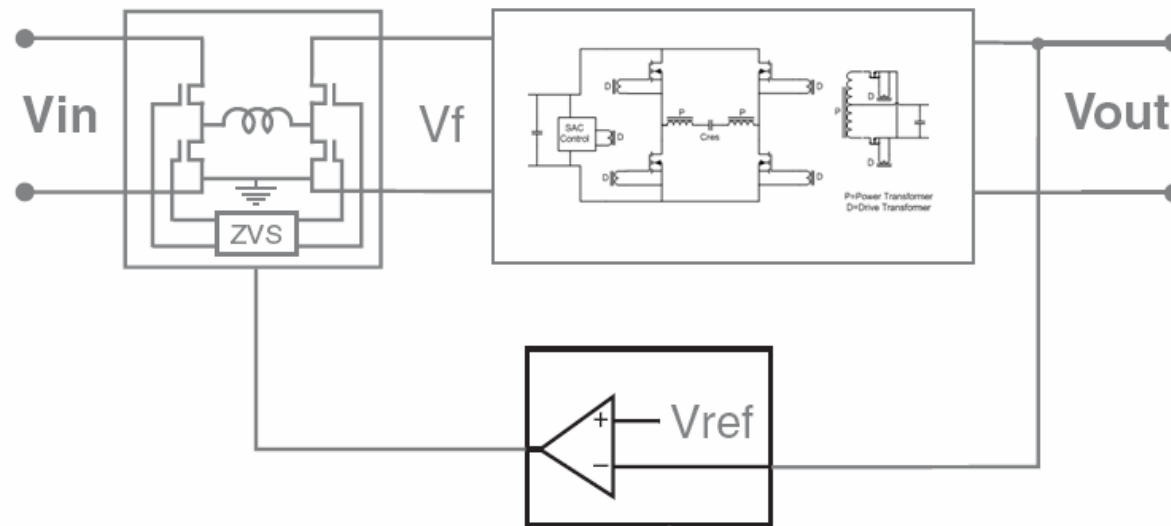 Vin
ZVS
Vf
D
D
D
D
SAC
Control
D
P
P
Cres
P
D
D
P=Power Transformer
D=Drive Transformer
Vout
+
Vref
−